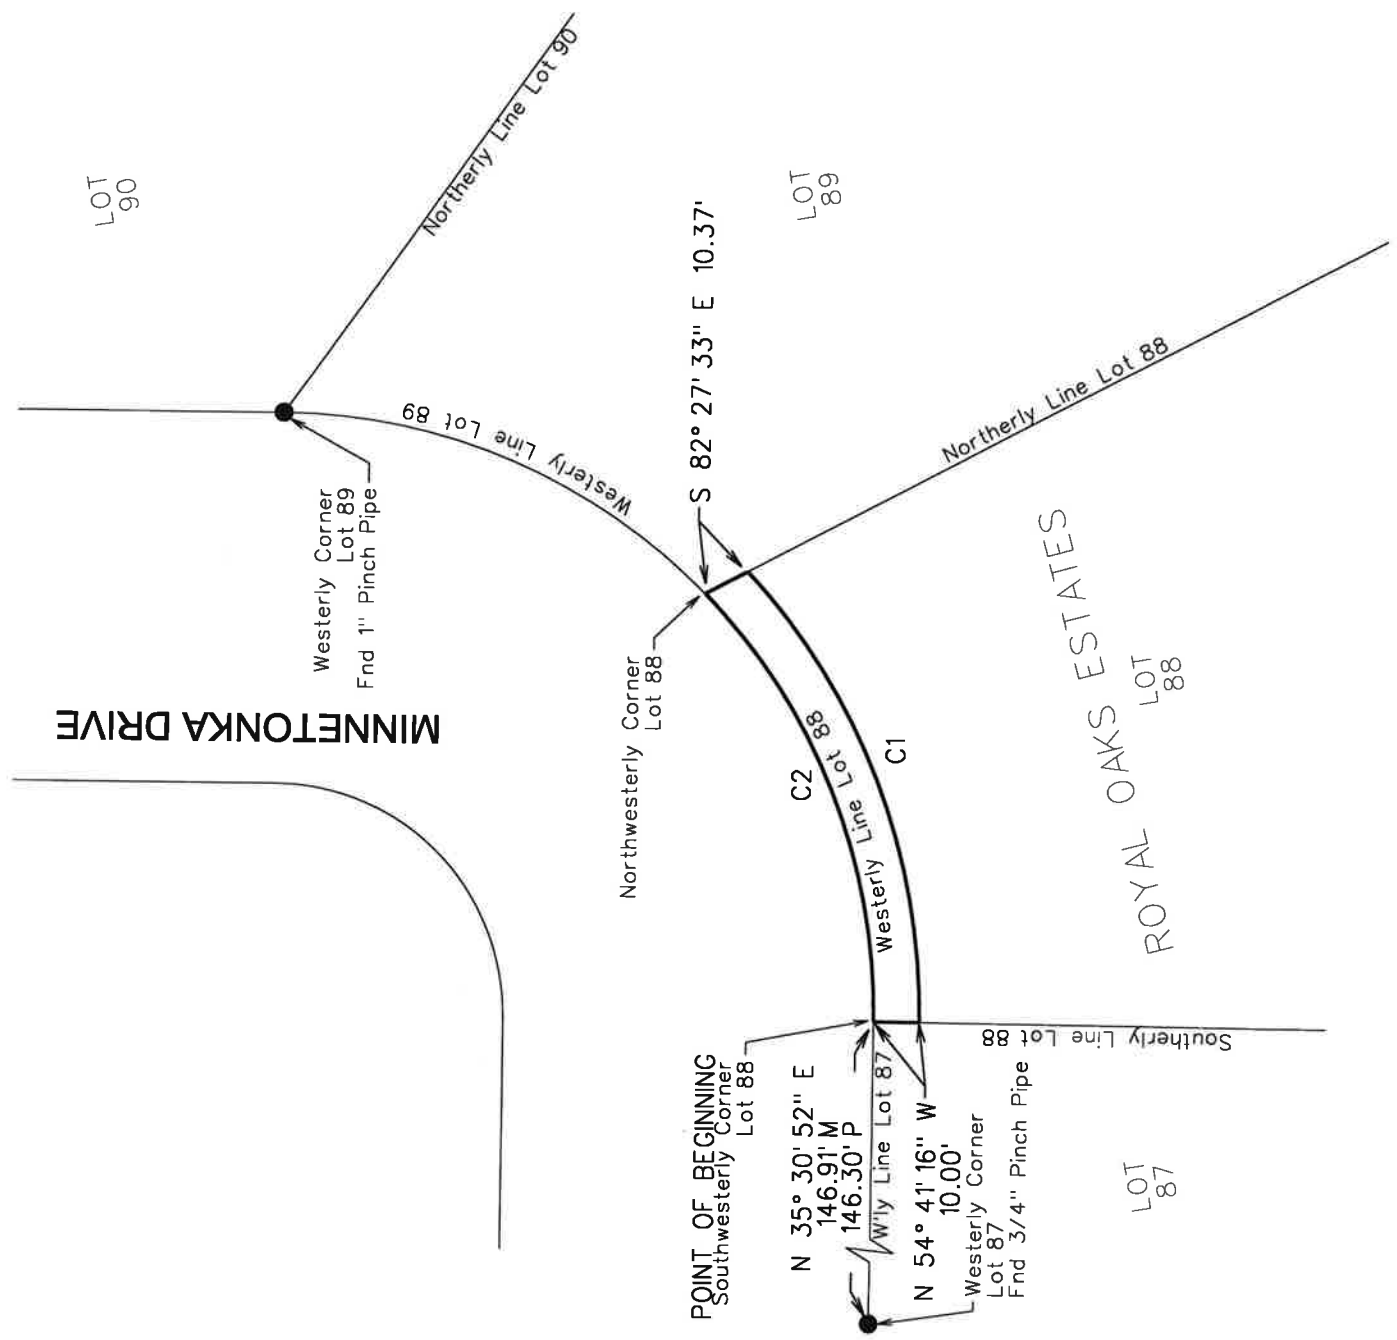 LOT
90
Northerly Line Lot 90
Westerly Corner
Lot 89
Fnd 1" Pinch Pipe
Westerly Line Lot 89
LOT
89
S 82° 27' 33" E 10.37'
MINNETONKA DRIVE
Northwesterly Corner
Lot 88
Northerly Line Lot 88
C2
Westerly Line Lot 88
C1
ROYAL OAKS ESTATES
LOT
88
POINT OF BEGINNING
Southwesterly Corner
Lot 88
N 35° 30' 52" E
146.91' M
146.30' P
W'ly Line Lot 87
N 54° 41' 16" W
10.00'
Westerly Corner
Lot 87
Fnd 3/4" Pinch Pipe
Southerly Line Lot 88
LOT
87